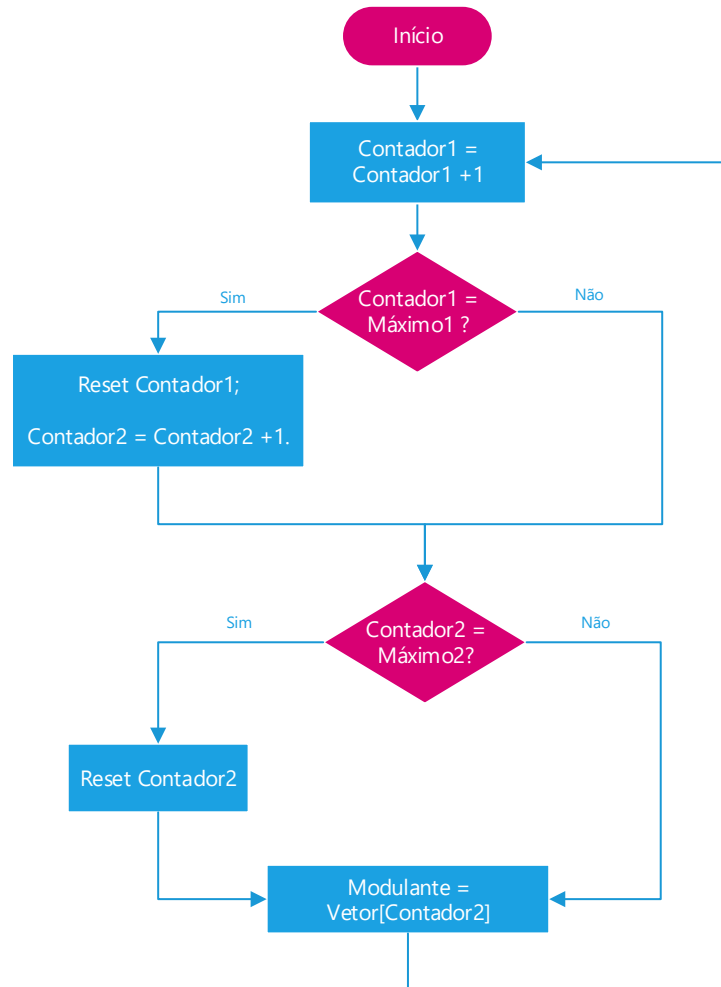 Início
Contador1 =
Contador1 +1
Contador1 =
Máximo1 ?
Sim
Não
Reset Contador1;
Contador2 = Contador2 +1.
Contador2 =
Máximo2?
Sim
Não
Reset Contador2
Modulante =
Vetor[Contador2]